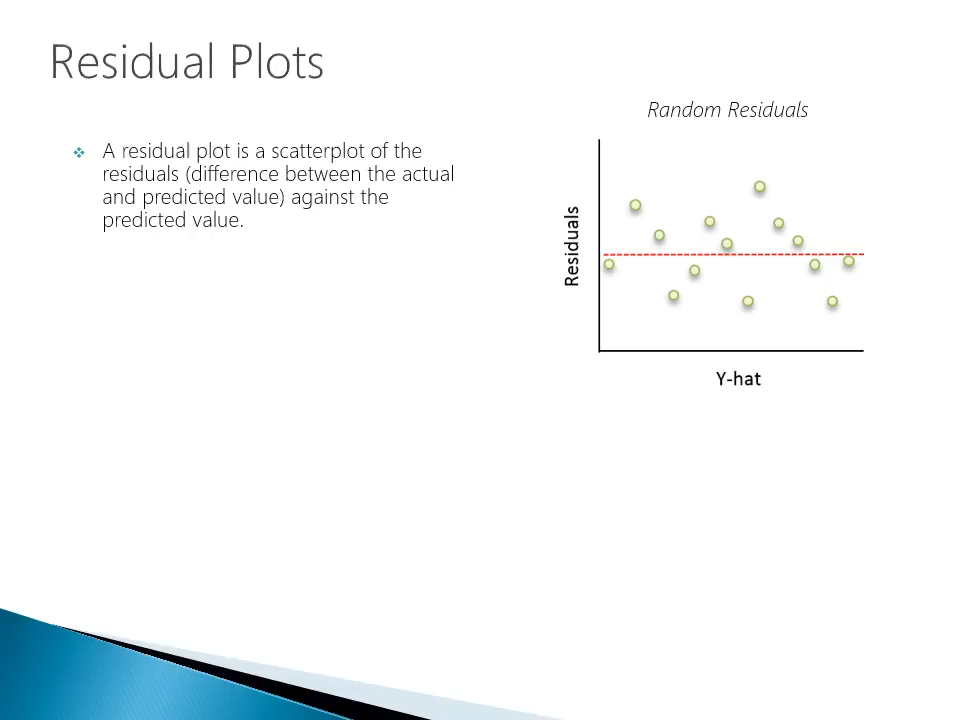 Residual Plots
A residual plot is a scatterplot of the
residuals (difference between the actual
and predicted value) against the
predicted value.
Random Residuals
Residuals
Y-hat